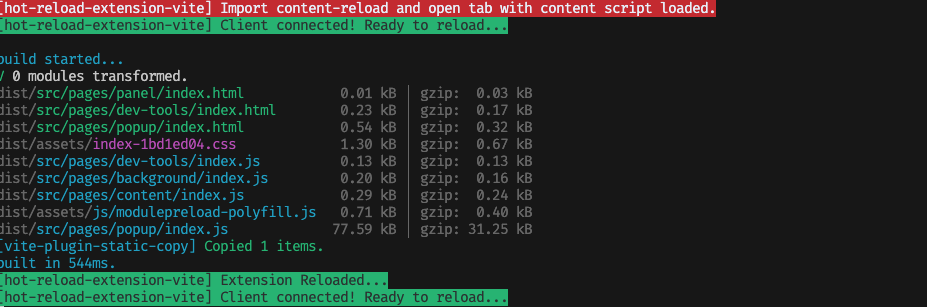 [hot-reload-extension-vite] Import content-reload and open tab with content script loaded.
[hot-reload-extension-vite] Client connected! Ready to reload...
build started...
✓ 0 modules transformed.
dist/src/pages/panel/index.html 0.01 kB │ gzip: 0.03 kB
dist/src/pages/dev-tools/index.html 0.23 kB │ gzip: 0.17 kB
dist/src/pages/popup/index.html 0.54 kB │ gzip: 0.32 kB
dist/assets/index-1bd1ed04.css 1.30 kB │ gzip: 0.67 kB
dist/src/pages/dev-tools/index.js 0.13 kB │ gzip: 0.13 kB
dist/src/pages/background/index.js 0.20 kB │ gzip: 0.16 kB
dist/src/pages/content/index.js 0.29 kB │ gzip: 0.24 kB
dist/assets/js/modulepreload-polyfill.js 0.71 kB │ gzip: 0.40 kB
dist/src/pages/popup/index.js 77.59 kB │ gzip: 31.25 kB
[vite-plugin-static-copy] Copied 1 items.
built in 544ms.
[hot-reload-extension-vite] Extension Reloaded...
[hot-reload-extension-vite] Client connected! Ready to reload...